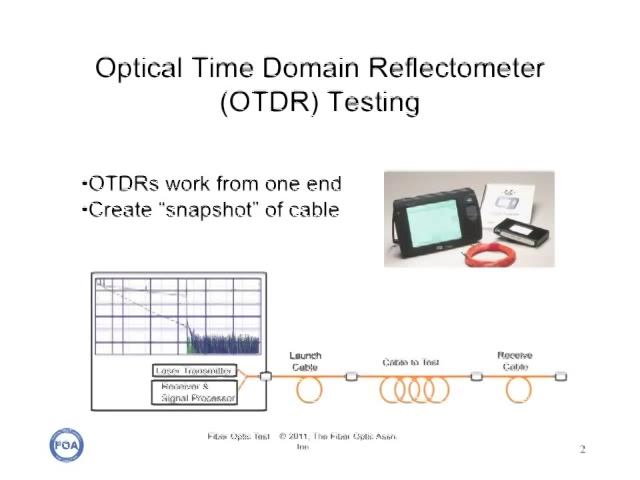 Optical Time Domain Reflectometer
(OTDR) Testing
•OTDRs work from one end
•Create “snapshot” of cable
Launch
Cable
Cable to Test
Receive
Cable
Laser Transmitter
Receiver &
Signal Processor
FOA
Fiber Optic Test © 2011, The Fiber Optic Assn.
Inc
2